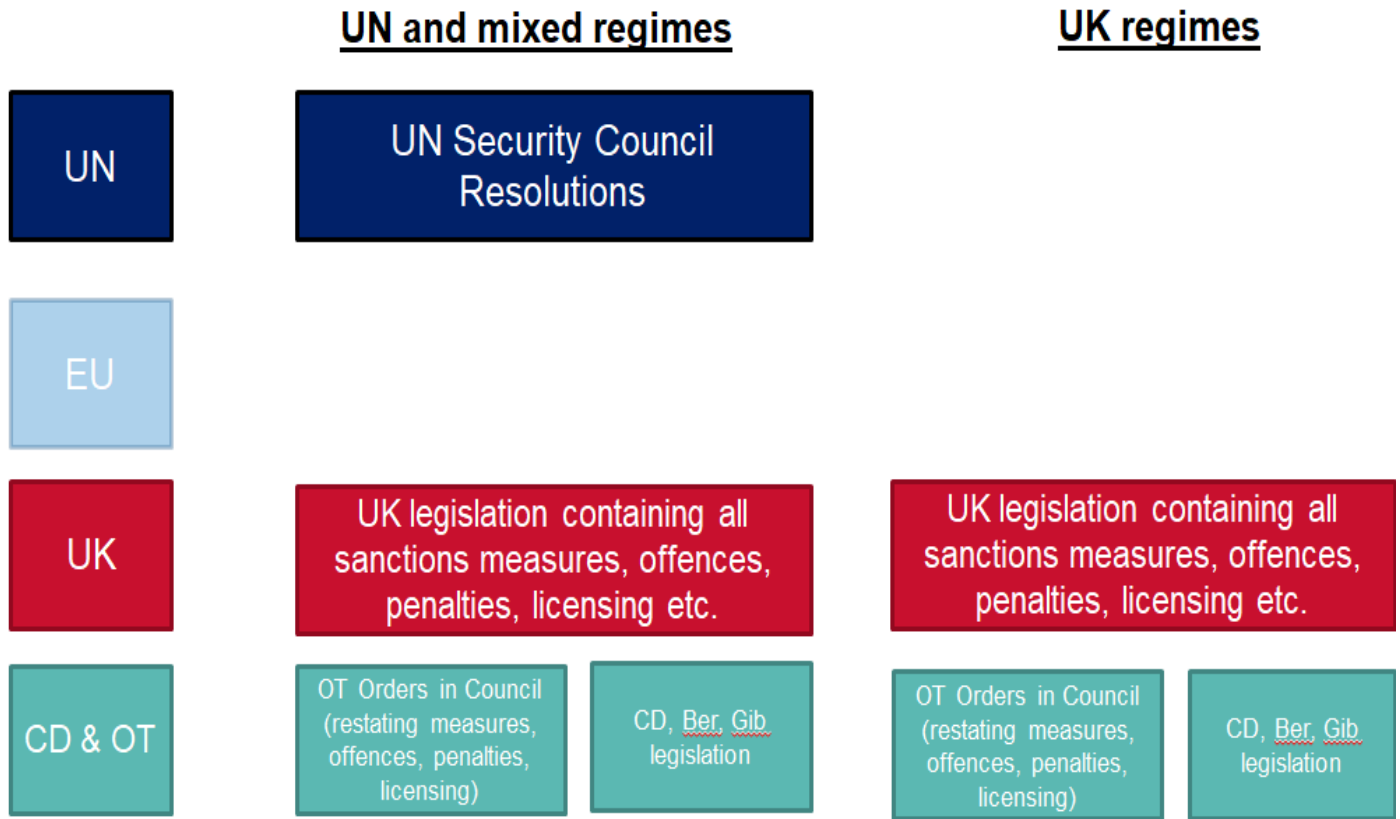 UN and mixed regimes
UK regimes
UN
UN Security Council
Resolutions
EU
UK
UK legislation containing all
sanctions measures, offences,
penalties, licensing etc.
UK legislation containing all
sanctions measures, offences,
penalties, licensing etc.
CD & OT
OT Orders in Council
(restating measures,
offences, penalties,
licensing)
CD, Ber, Gib
legislation
OT Orders in Council
(restating measures,
offences, penalties,
licensing)
CD, Ber, Gib
legislation